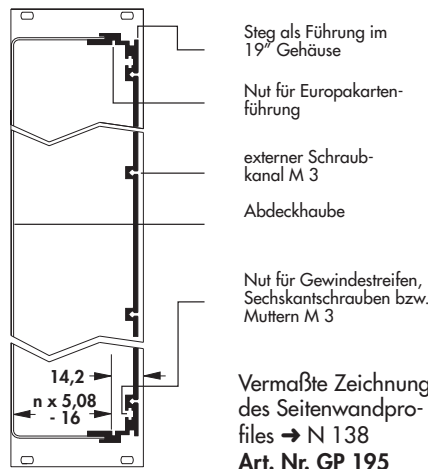 Steg als Führung im
19" Gehäuse
Nut für Europakarten-
führung
externer Schraub-
kanal M 3
Abdeckhaube
Nut für Gewindestreifen,
Sechskantschrauben bzw.
Muttern M 3
14,2
n x 5,08
- 16
Vermaßte Zeichnung
des Seitenwandpro-
files ➔ N 138
Art. Nr. GP 195